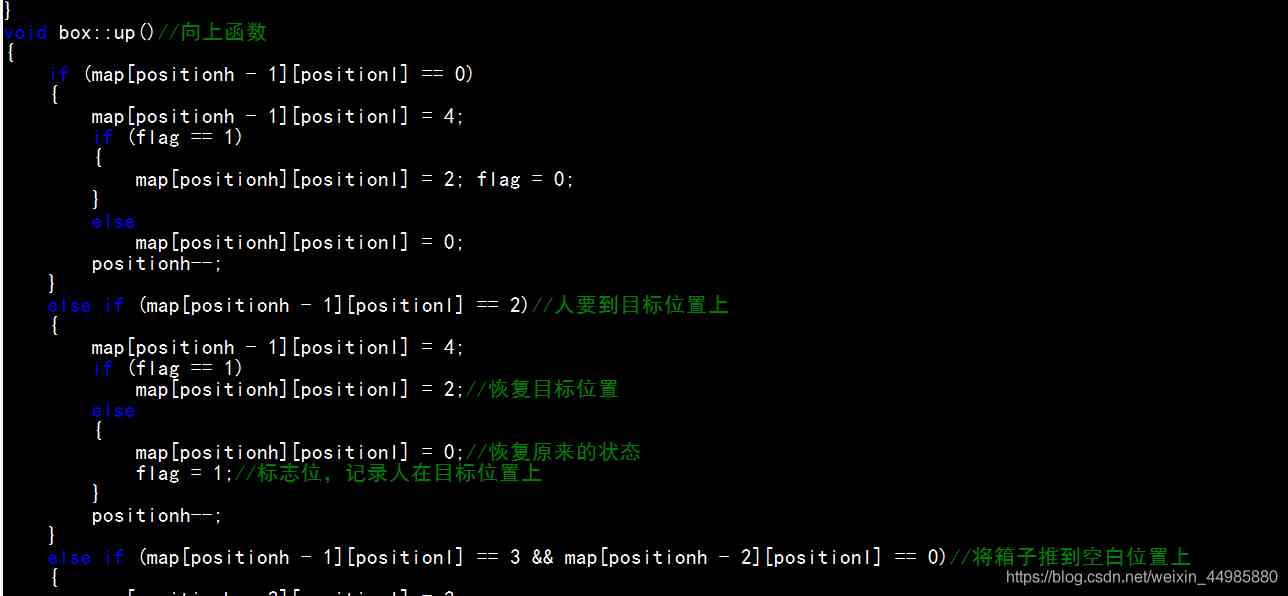 }
void box::up()//向上函数
{
    if (map[positionh - 1][positionl] == 0)
    {
        map[positionh - 1][positionl] = 4;
        if (flag == 1)
        {
            map[positionh][positionl] = 2; flag = 0;
        }
        else
            map[positionh][positionl] = 0;
        positionh--;
    }
    else if (map[positionh - 1][positionl] == 2)//人要到目标位置上
    {
        map[positionh - 1][positionl] = 4;
        if (flag == 1)
            map[positionh][positionl] = 2;//恢复目标位置
        else
        {
            map[positionh][positionl] = 0;//恢复原来的状态
            flag = 1;//标志位，记录人在目标位置上
        }
        positionh--;
    }
    else if (map[positionh - 1][positionl] == 3 && map[positionh - 2][positionl] == 0)//将箱子推到空白位置上
    {
https://blog.csdn.net/weixin_44985880